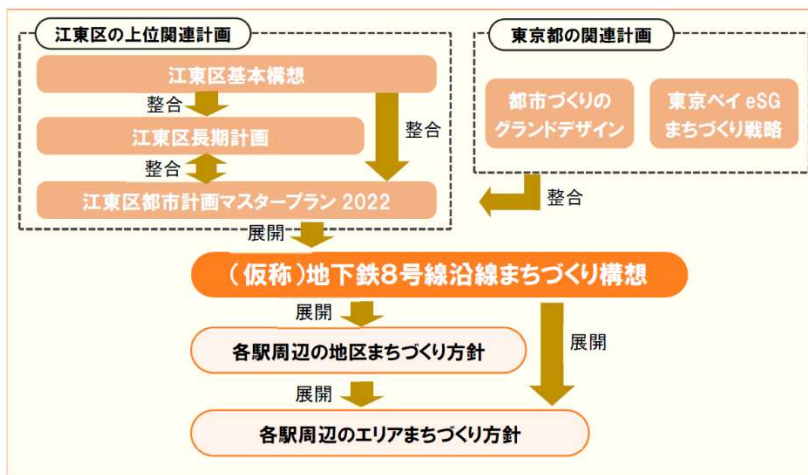 江東区の上位関連計画
東京都の関連計画
江東区基本構想
整合
江東区長期計画
整合
整合
江東区都市計画マスタープラン 2022
都市づくりの
グランドデザイン
東京ベイ eSG
まちづくり戦略
整合
展開
（仮称）地下鉄８号線沿線まちづくり構想
展開
各駅周辺の地区まちづくり方針
展開
展開
各駅周辺のエリアまちづくり方針